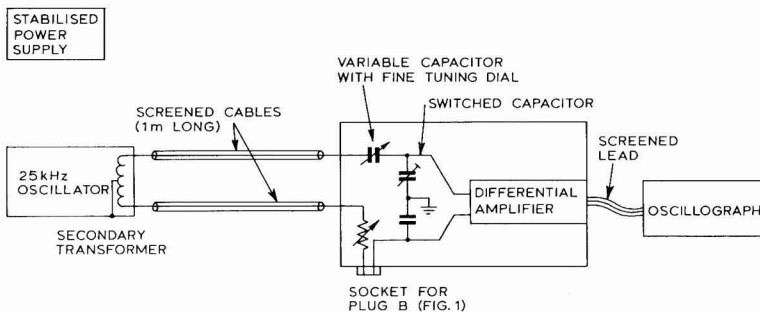 STABILISED
POWER
SUPPLY
VARIABLE CAPACITOR
WITH FINE TUNING DIAL
SCREENED CABLES
(1m LONG)
SWITCHED CAPACITOR
SCREENED
LEAD
25kHz
OSCILLATOR
DIFFERENTIAL
AMPLIFIER
OSCILLOGRAPH
SECONDARY
TRANSFORMER
SOCKET FOR
PLUG B (FIG.1)